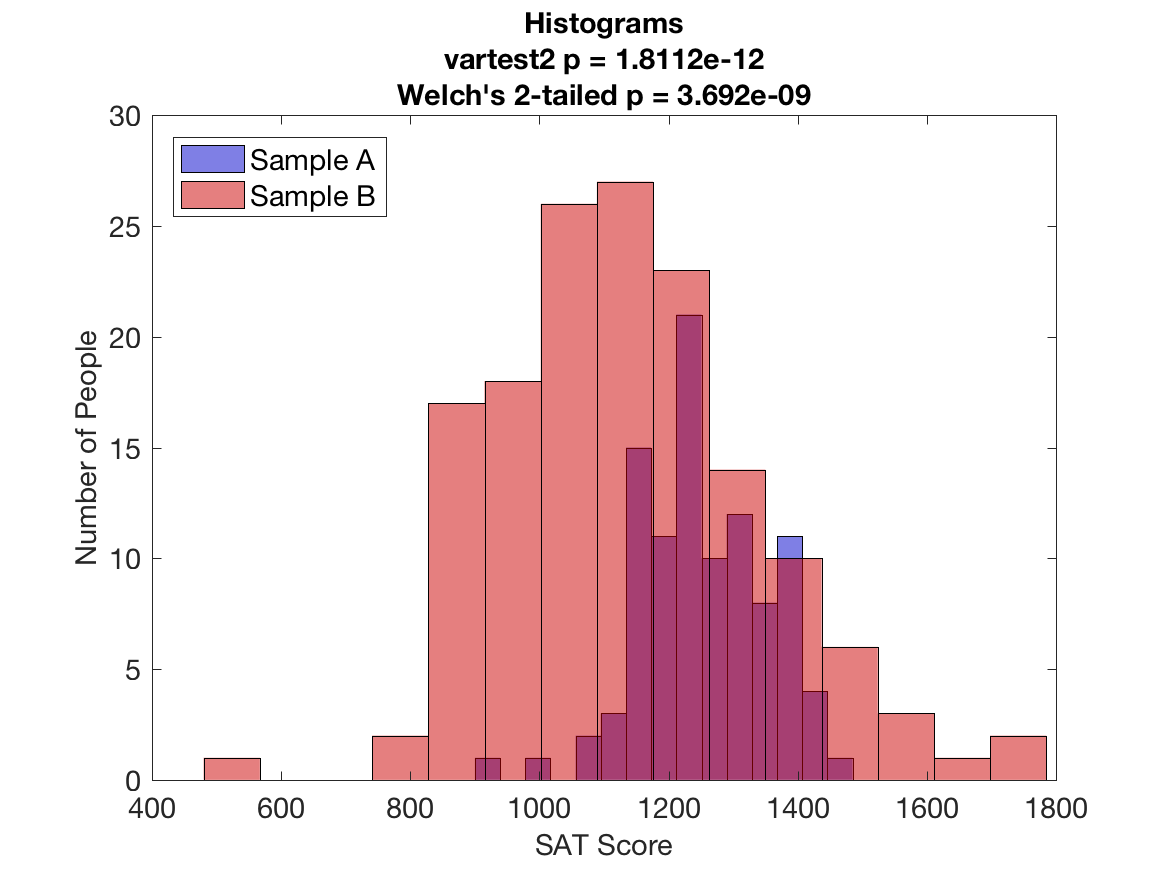 Histograms
vartest2 p = 1.8112e-12
Welch's 2-tailed p = 3.692e-09
30
25
20
15
10
5
0
Number of People
Sample A
Sample B
400
600
800
1000
1200
1400
1600
1800
SAT Score